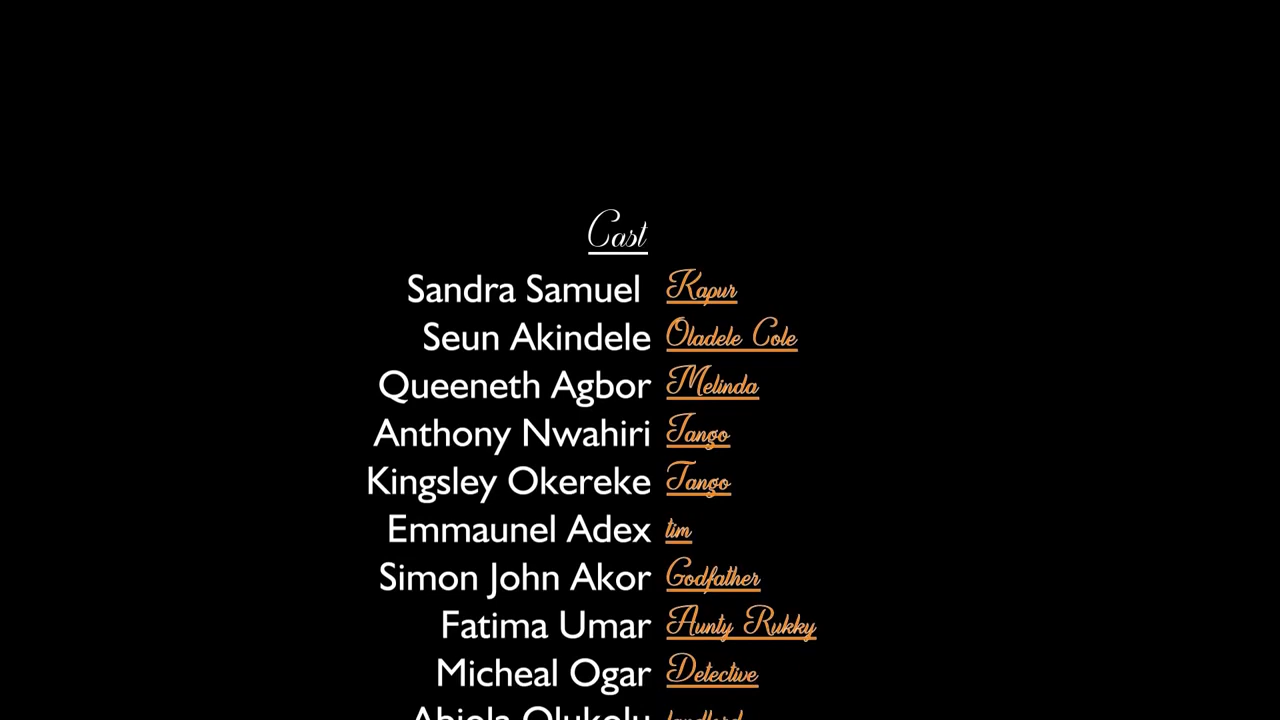 Cast
Sandra Samuel Kapur
Seun Akindele Oladele Cole
Queeneth Agbor Melinda
Anthony Nwahiri Tango
Kingsley Okereke Tango
Emmaunel Adex tim
Simon John Akor Godfather
Fatima Umar Aunty Rukky
Micheal Ogar Detective